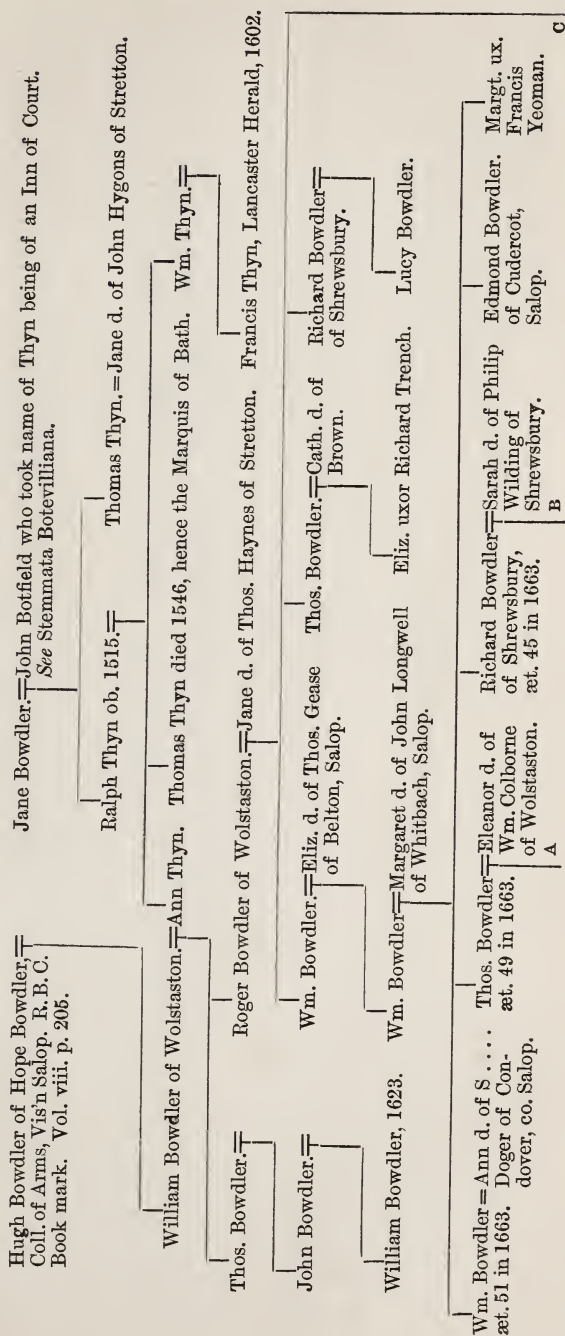 Jane Bowdler.=John Botfield who took name of Thyn being of an Inn of Court.
See Stemmata Botevilliana.
Hugh Bowdler of Hope Bowdler,=
Coll. of Arms, Vis'n Salop. R.B.C.
Book mark. Vol. viii. p. 205.
Ralph Thyn ob. 1515.=
Thomas Thyn.=Jane d. of John Hygons of Stretton.
William Bowdler of Wolstaston.=Ann Thyn.
Thomas Thyn died 1546, hence the Marquis of Bath.
Wm. Thyn.=
Thos. Bowdler.=
Roger Bowdler of Wolstaston.=Jane d. of Thos. Haynes of Stretton.
Francis Thyn, Lancaster Herald, 1602.
John Bowdler.=
Wm. Bowdler.=Eliz. d. of Thos. Gease
of Belton, Salop.
Thos. Bowdler.=Cath. d. of
Brown.
Richard Bowdler=
of Shrewsbury.
C
William Bowdler, 1623.
Wm. Bowdler=Margaret d. of John Longwell
of Whitbach, Salop.
Eliz. uxor Richard Trench.
Lucy Bowdler.
Wm. Bowdler=Ann d. of S ....
æt. 51 in 1663. Doger of Con-
dover, co. Salop.
Thos. Bowdler=Eleanor d. of
æt. 49 in 1663. Wm. Colborne
of Wolstaston.
A
Richard Bowdler=Sarah d. of Philip
of Shrewsbury, Wilding of
æt. 45 in 1663. Shrewsbury.
B
Edmond Bowdler.
of Cudercot,
Salop.
Margt. ux.
Francis
Yeoman.